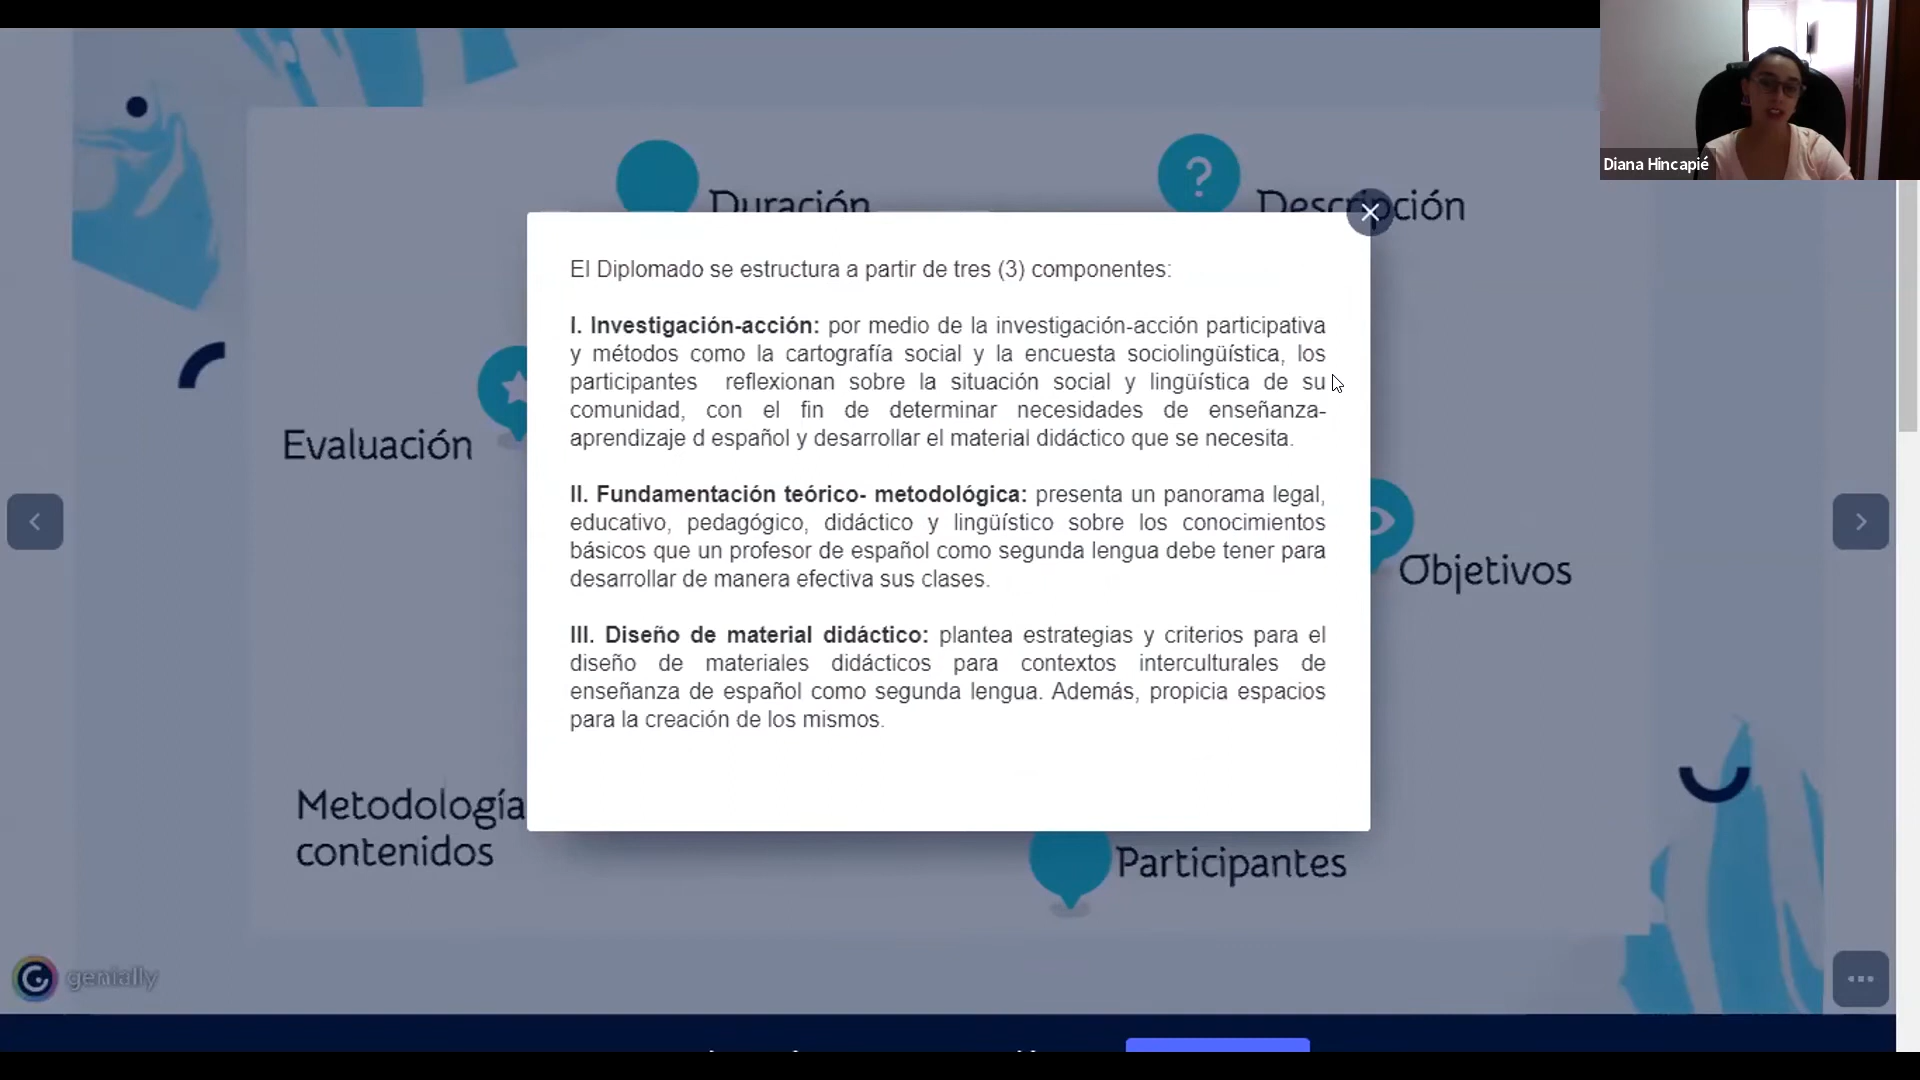 Diana Hincapié
Duración
Descripción
El Diplomado se estructura a partir de tres (3) componentes:
I. Investigación-acción: por medio de la investigación-acción participativa
y métodos como la cartografía social y la encuesta sociolingüística, los
participantes reflexionan sobre la situación social y lingüística de su
comunidad, con el fin de determinar necesidades de enseñanza-
aprendizaje d español y desarrollar el material didáctico que se necesita.
II. Fundamentación teórico- metodológica: presenta un panorama legal,
educativo, pedagógico, didáctico y lingüístico sobre los conocimientos
básicos que un profesor de español como segunda lengua debe tener para
desarrollar de manera efectiva sus clases.
III. Diseño de material didáctico: plantea estrategias y criterios para el
diseño de materiales didácticos para contextos interculturales de
enseñanza de español como segunda lengua. Además, propicia espacios
para la creación de los mismos.
Evaluación
Objetivos
Metodología
contenidos
Participantes
genially